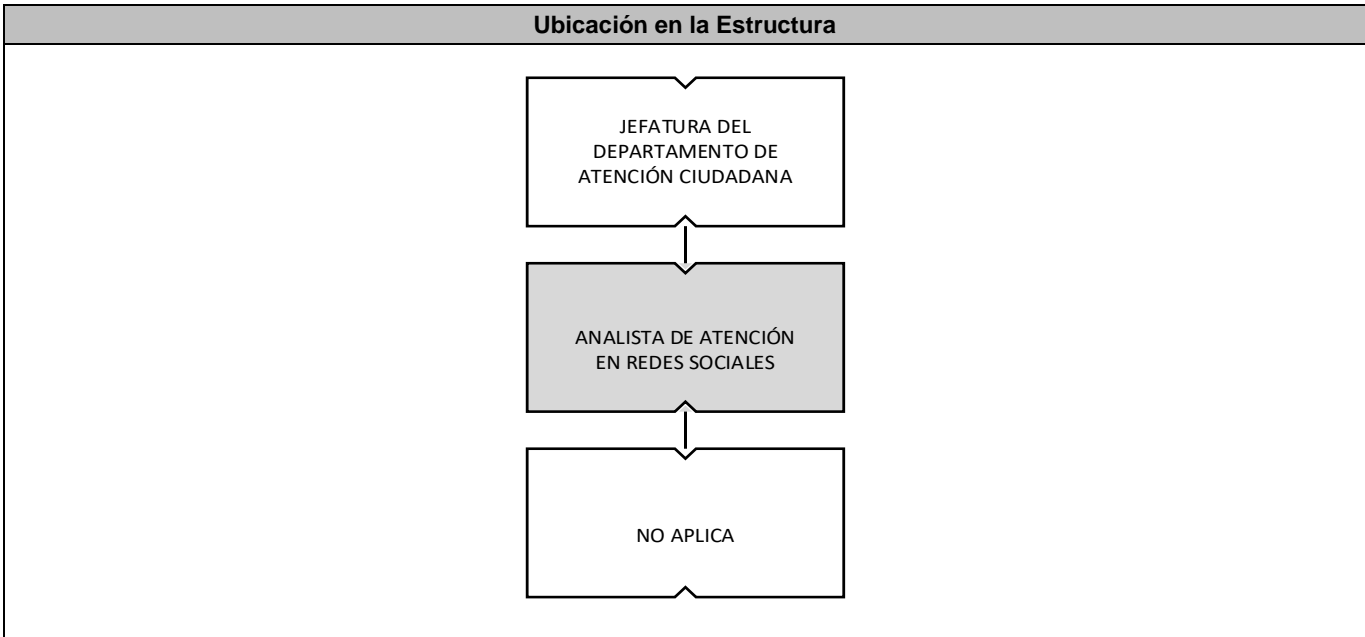 Ubicación en la Estructura
JEFATURA DEL
DEPARTAMENTO DE
ATENCIÓN CIUDADANA
ANALISTA DE ATENCIÓN
EN REDES SOCIALES
NO APLICA